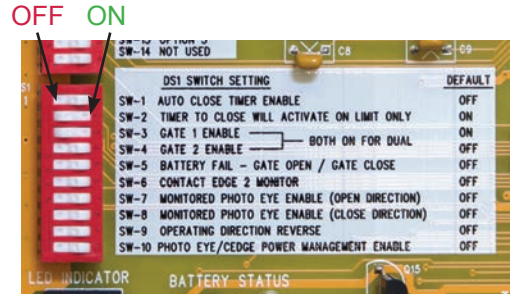 OFF ON
SW-14 NOT USED
C8
C9
S1
1
DS1 SWITCH SETTING DEFAULT
SW-1 AUTO CLOSE TIMER ENABLE OFF
SW-2 TIMER TO CLOSE WILL ACTIVATE ON LIMIT ONLY ON
SW-3 GATE 1 ENABLE ON
BOTH ON FOR DUAL
SW-4 GATE 2 ENABLE OFF
SW-5 BATTERY FAIL - GATE OPEN / GATE CLOSE OFF
SW-6 CONTACT EDGE 2 MONITOR OFF
SW-7 MONITORED PHOTO EYE ENABLE (OPEN DIRECTION) OFF
SW-8 MONITORED PHOTO EYE ENABLE (CLOSE DIRECTION) OFF
SW-9 OPERATING DIRECTION REVERSE OFF
SW-10 PHOTO EYE/CEDGE POWER MANAGEMENT ENABLE OFF
LED INDICATOR BATTERY STATUS
Q15